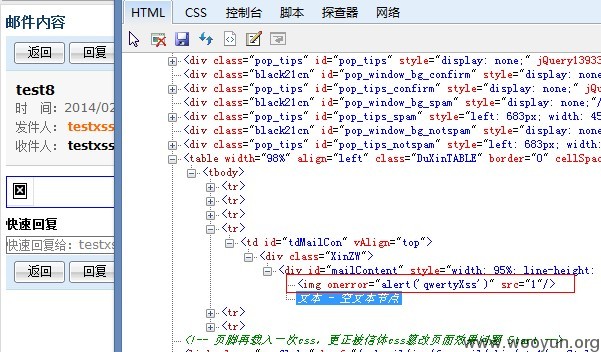 邮件内容
返回 回复
test8
时 间：2014/02
发件人： testxss
收件人： testxss
快速回复
快速回复给：testxs
返回 回复
HTML CSS 控制台 脚本 探查器 网络
<div class="pop_tips" id="pop_tips" style="display: none;" jQuery13933
<div class="black21cn" id="pop_window_bg_confirm" style="display: none
<div class="pop_tips" id="pop_tips_confirm" style="display: none;" jQu
<div class="black21cn" id="pop_window_bg_spam" style="display: none;"/
<div class="pop_tips" id="pop_tips_spam" style="left: 683px; width: 45
<div class="black21cn" id="pop_window_bg_notspam" style="display: none
<div class="pop_tips" id="pop_tips_notspam" style="left: 683px; width:
<table width="98%" align="left" class="DuXinTABLE" border="0" cellSpac
<tbody>
<tr>
<tr>
<tr>
<tr>
<td id="tdMailCon" vAlign="top">
<div class="XinZW">
<div id="mailContent" style="width: 95%; line-height:
<img onerror="alert('qwertyXss')" src="1"/>
文本 - 空文本节点
<tr>
<tr>
<!-- 页脚再载入一次css，更正被信体css篡改页面效果问题 Start -->
www.wooyun.org